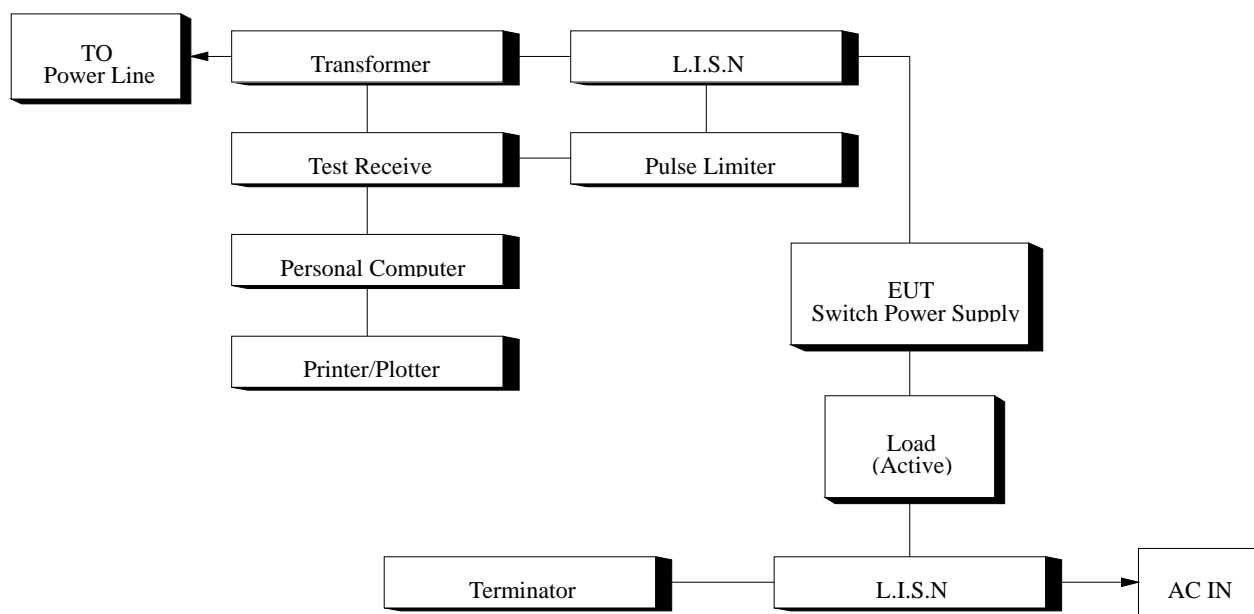 TO
Power Line
Transformer
L.I.S.N
Test Receive
Pulse Limiter
Personal Computer
EUT
Switch Power Supply
Printer/Plotter
Load
(Active)
Terminator
L.I.S.N
AC IN